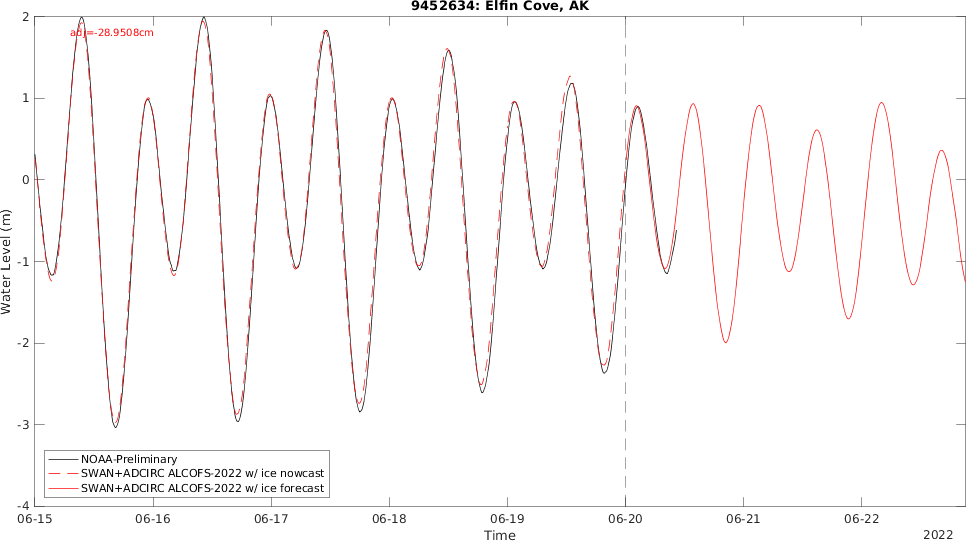 9452634: Elfin Cove, AK
adj=-28.9508cm
2
1
0
-1
-2
-3
-4
Water Level (m)
NOAA-Preliminary
SWAN+ADCIRC ALCOFS-2022 w/ ice nowcast
SWAN+ADCIRC ALCOFS-2022 w/ ice forecast
06-15 06-16 06-17 06-18 06-19 06-20 06-21 06-22
Time
2022